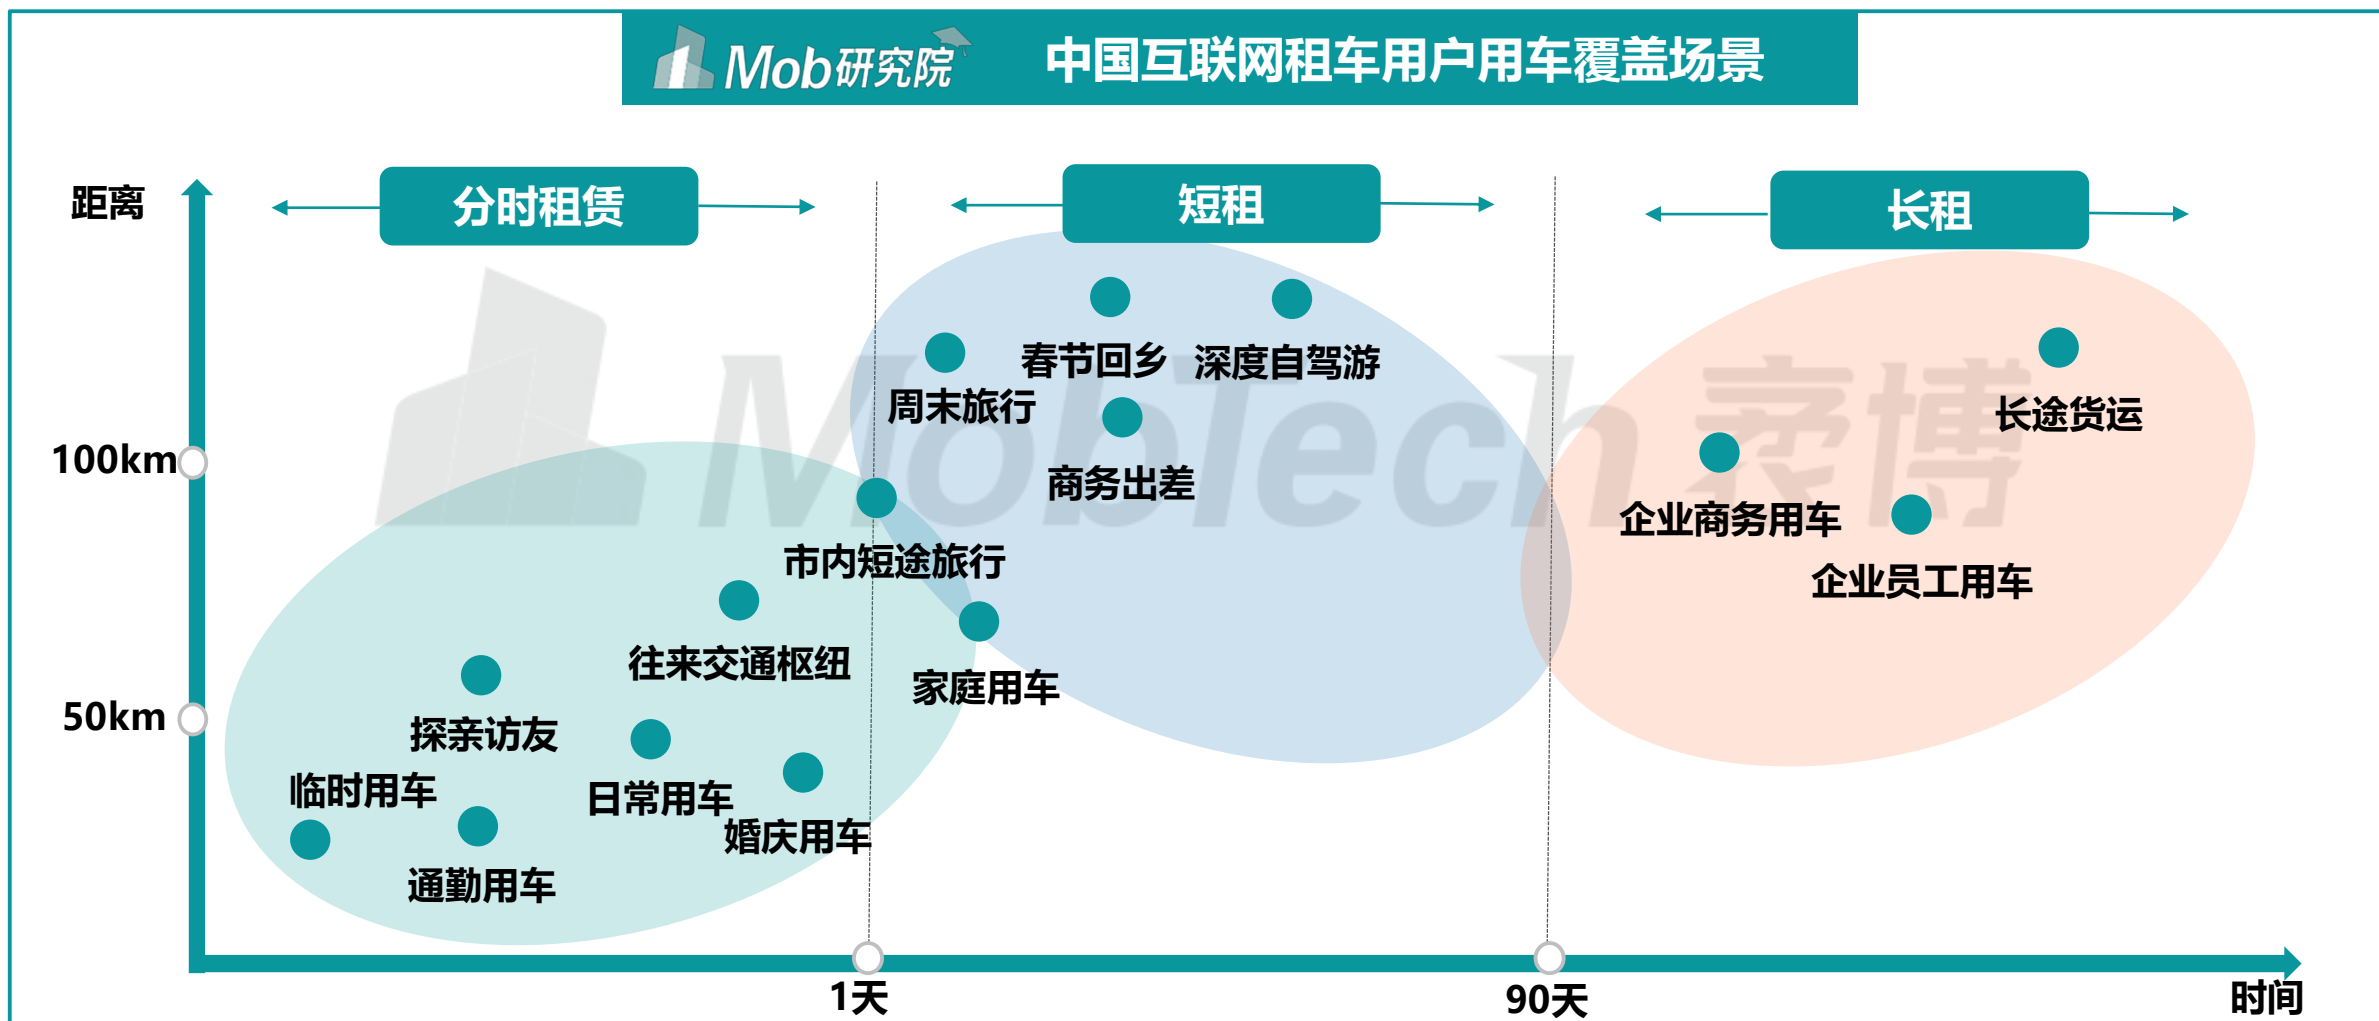 Mob研究院
中国互联网租车用户用车覆盖场景
距离
分时租赁
短租
长租
春节回乡
深度自驾游
周末旅行
长途货运
100km
商务出差
企业商务用车
市内短途旅行
企业员工用车
往来交通枢纽
家庭用车
50km
探亲访友
临时用车
日常用车
婚庆用车
通勤用车
MobTech袤博
1天
90天
时间